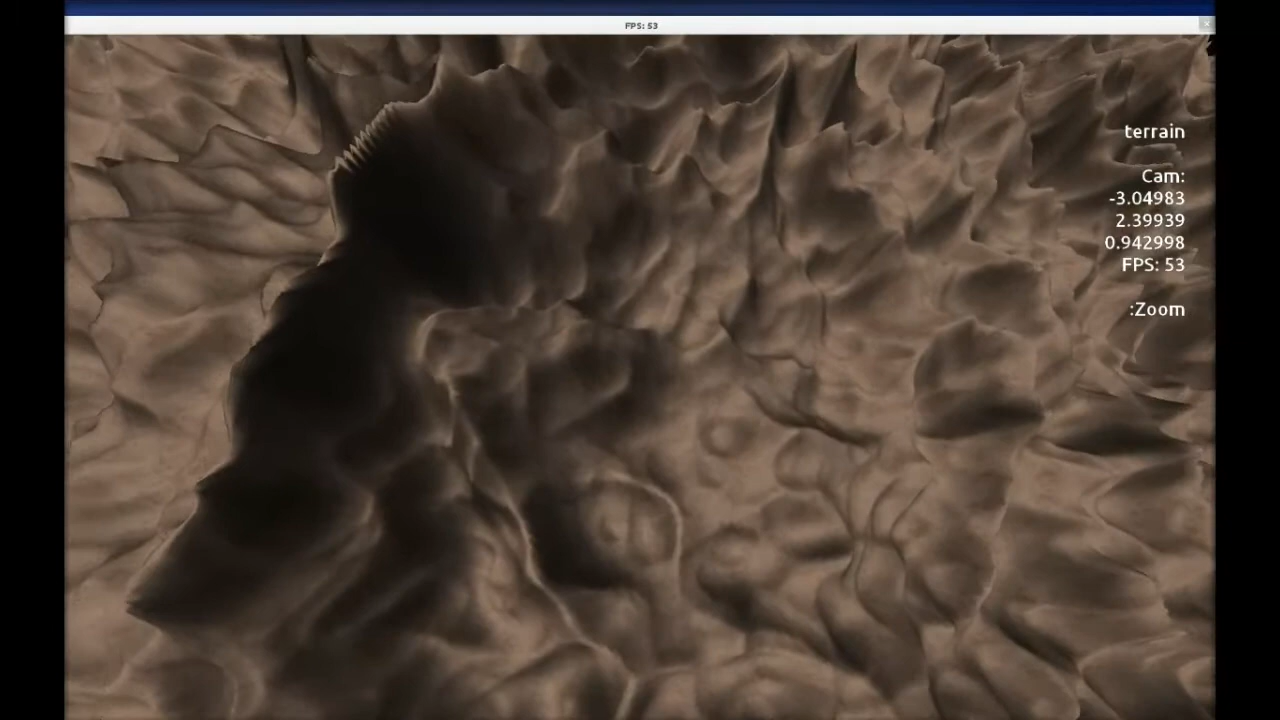 FPS: 53
terrain
Cam:
-3.04983
2.39939
0.942998
FPS: 53
:Zoom